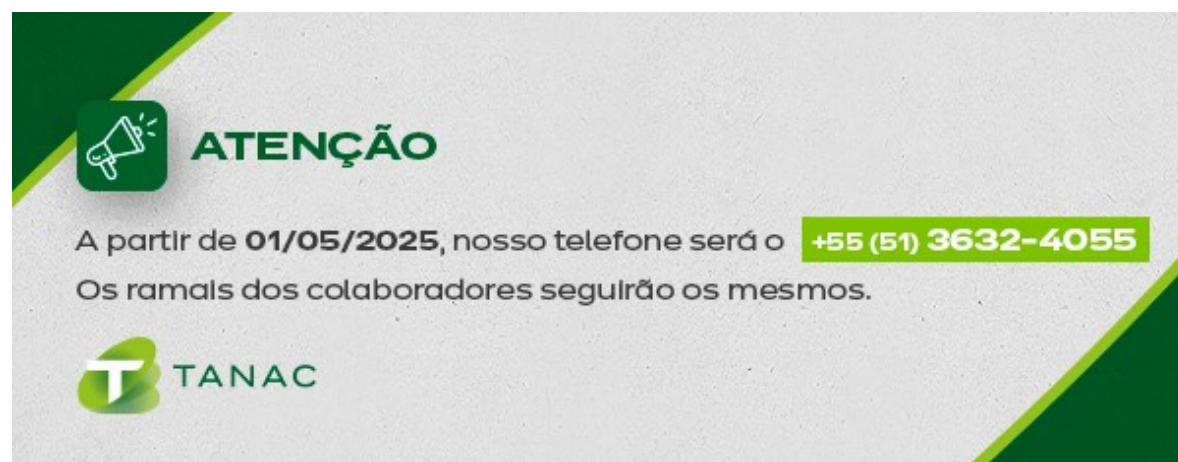 ATENÇÃO
A partir de 01/05/2025, nosso telefone será o +55 (51) 3632-4055
Os ramais dos colaboradores seguirão os mesmos.
TANAC